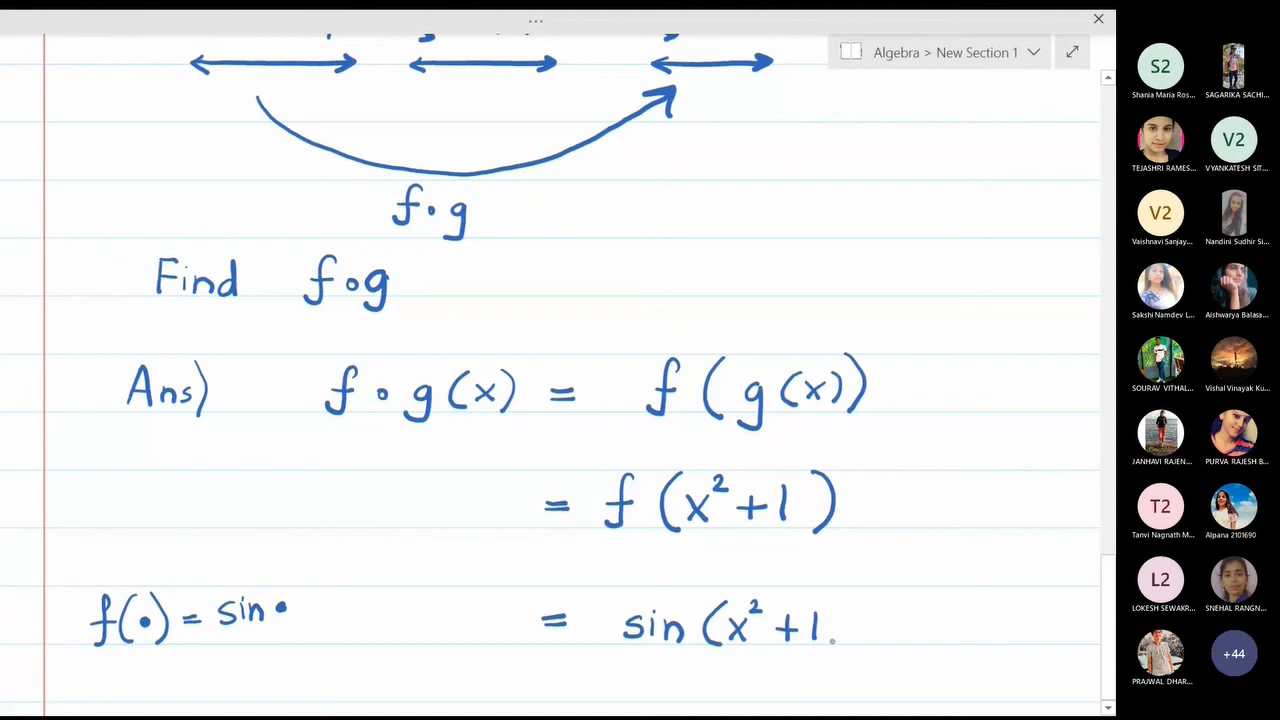 Algebra > New Section 1
f∘g
Find f∘g
Ans) f∘g(x) = f(g(x))
= f(x²+1)
f(•) = sin• = sin(x²+1
S2
Shania Maria Ros...
SAGARIKA SACHI...
TEJASHRI RAMES...
V2
VYANKATESH SIT...
V2
Vaishnavi Sanjay...
Nandini Sudhir Si...
Sakshi Namdev L...
Aishwarya Balasa...
SOURAV VITHAL...
Vishal Vinayak Ku...
JANHAVI RAJEN...
PURVA RAJESH B...
T2
Tanvi Nagnath M...
Alpana 2101690
L2
LOKESH SEWAKR...
SNEHAL RANGN...
PRAJWAL DHAR...
+44